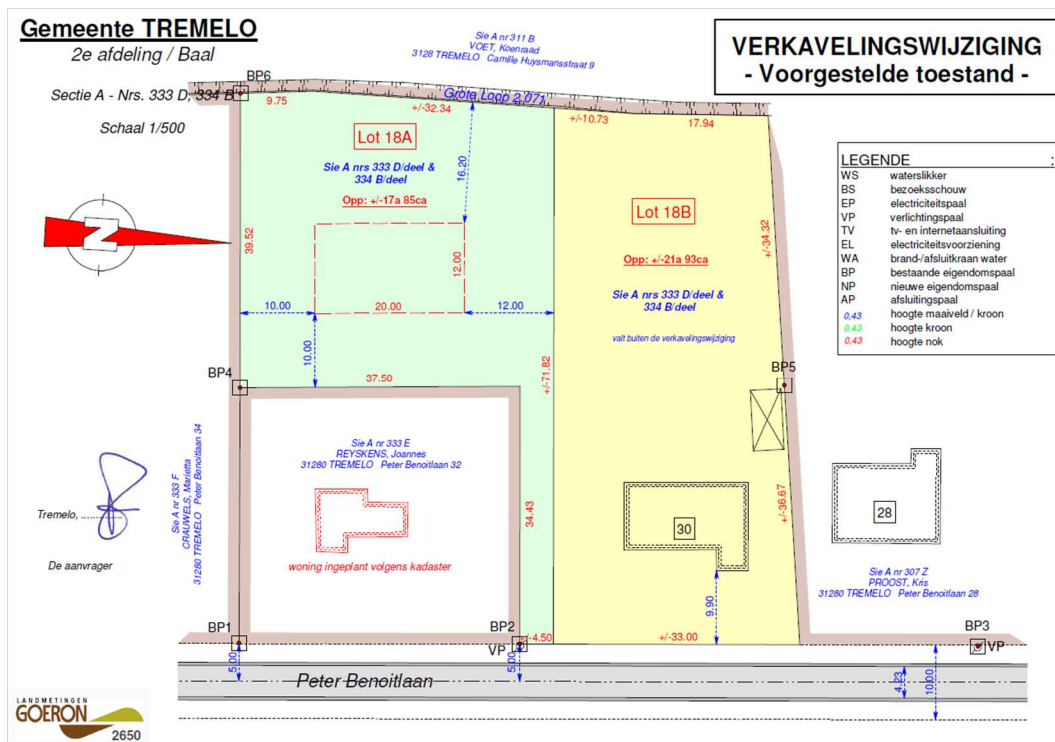 Gemeente TREMELO
2e afdeling / Baal
Sectie A - Nrs. 333 D, 334 B
Schaal 1/500
BP6
Sie A nr 311 B
VOET, Koenraad
3128 TREMELO Camille Huysmansstraat 9
VERKAVELINGSWIJZIGING
- Voorgestelde toestand -
9.75
+/-32.34
Grote Loop 2.071
+/-10.73
17.94
Lot 18A
Sie A nrs 333 D/deel &
334 B/deel
Opp: +/-17a 85ca
16.20
39.52
12.00
10.00
20.00
12.00
10.00
37.50
+/-71.82
Lot 18B
Opp: +/-21a 93ca
Sie A nrs 333 D/deel &
334 B/deel
valt buiten de verkavelingswijziging
+/-34.32
LEGENDE :
WS waterslikker
BS bezoeksschouw
EP electriciteitspaal
VP verlichtingspaal
TV tv- en internetaansluiting
EL electriciteitsvoorziening
WA brand-/afsluitkraan water
BP bestaande eigendomspaal
NP nieuwe eigendomspaal
AP afsluitingspaal
0,43 hoogte maaiveld / kroon
0,43 hoogte kroon
0,43 hoogte nok
N
BP4
BP5
Sie A nr 333 E
REYSKENS, Joannes
31280 TREMELO Peter Benoitlaan 32
woning ingeplant volgens kadaster
34.43
Sie A nr 333 F
CRAUWELS, Marietta
31280 TREMELO Peter Benoitlaan 34
Tremelo, ............
De aanvrager
30
9.90
+/-36.67
28
Sie A nr 307 Z
PROOST, Kris
31280 TREMELO Peter Benoitlaan 28
BP1
BP2
VP
+/-4.50
+/-33.00
BP3
VP
5.00
5.00
Peter Benoitlaan
4.23
10.00
LANDMETINGEN
GOERON
2650